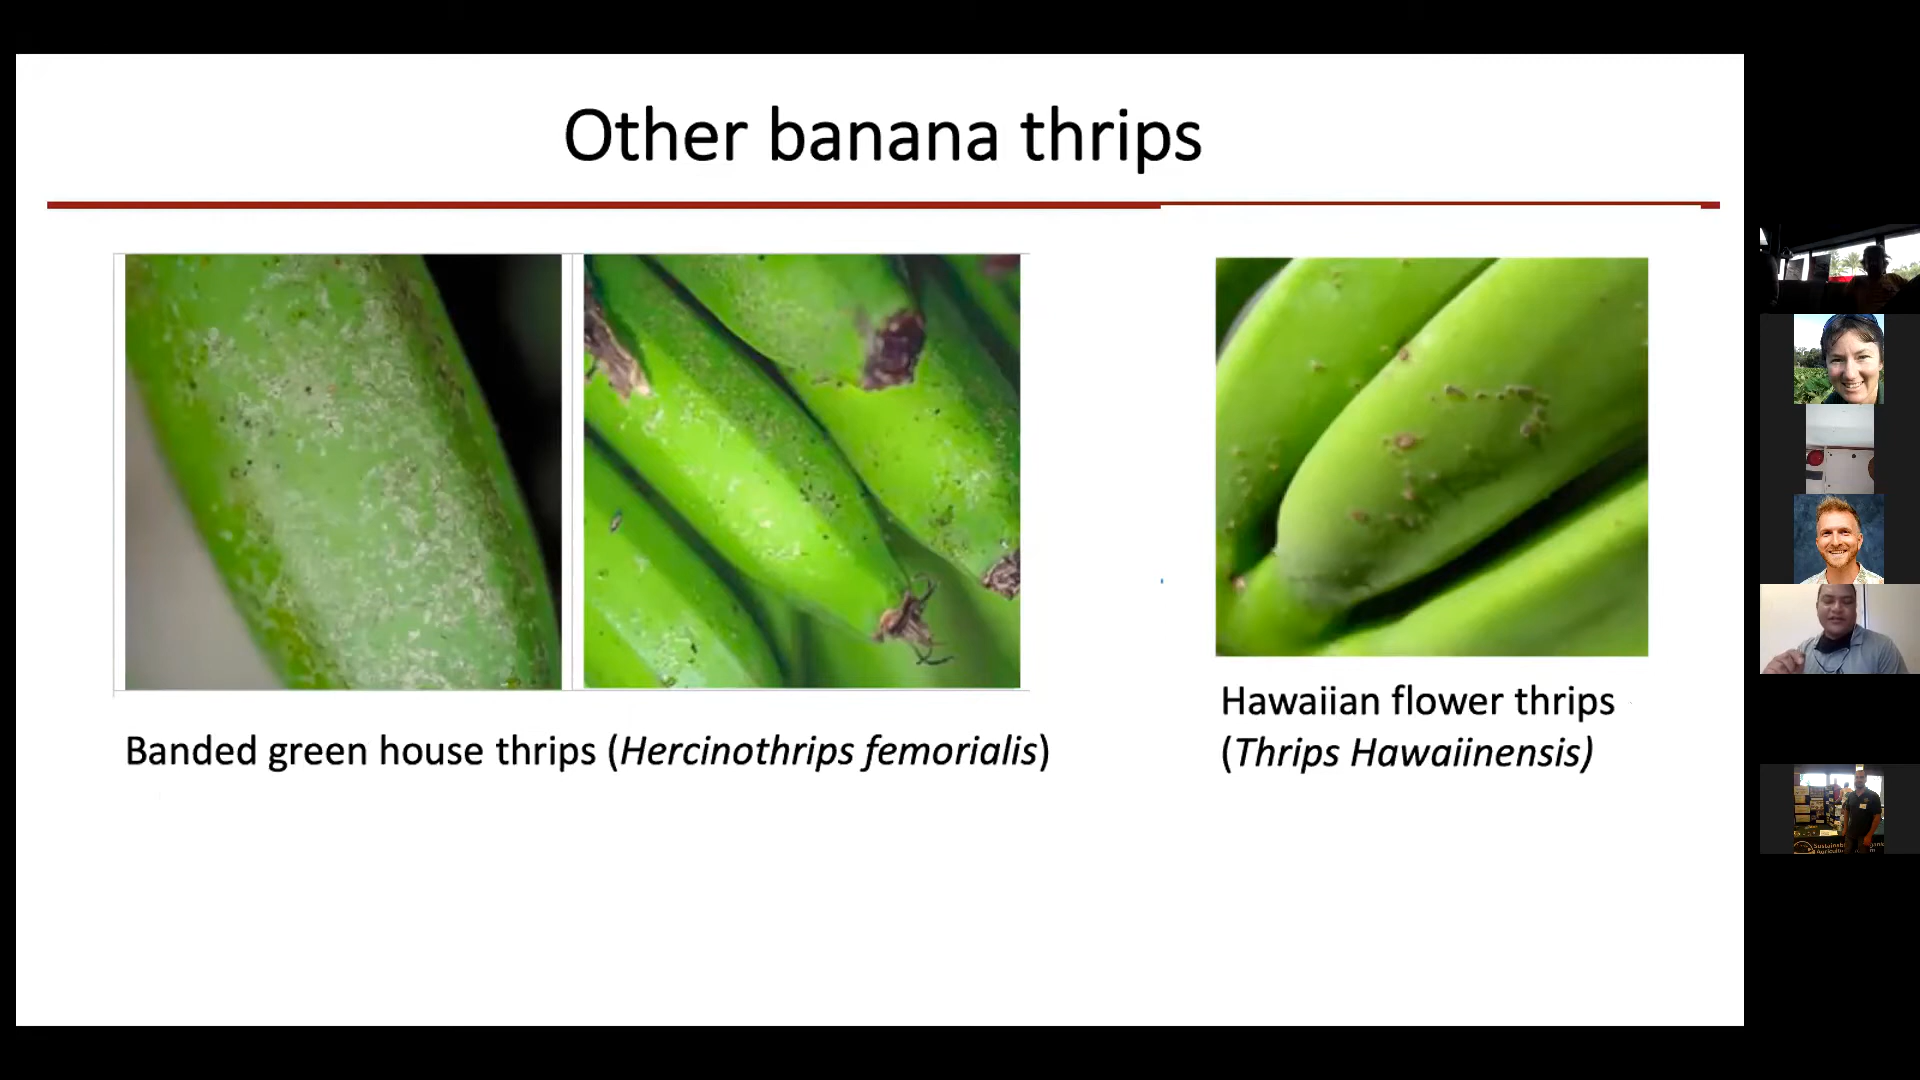 Other banana thrips
Banded green house thrips (Hercinothrips femorialis)
Hawaiian flower thrips
(Thrips Hawaiinensis)